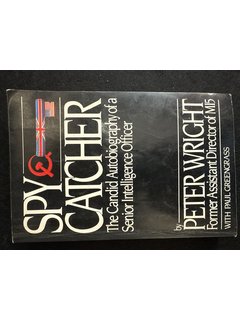 SPY
CATCHER
The Candid Autobiography of a
Senior Intelligence Officer
by
PETER WRIGHT
Former Assistant Director of MI5
WITH PAUL GREENGRASS